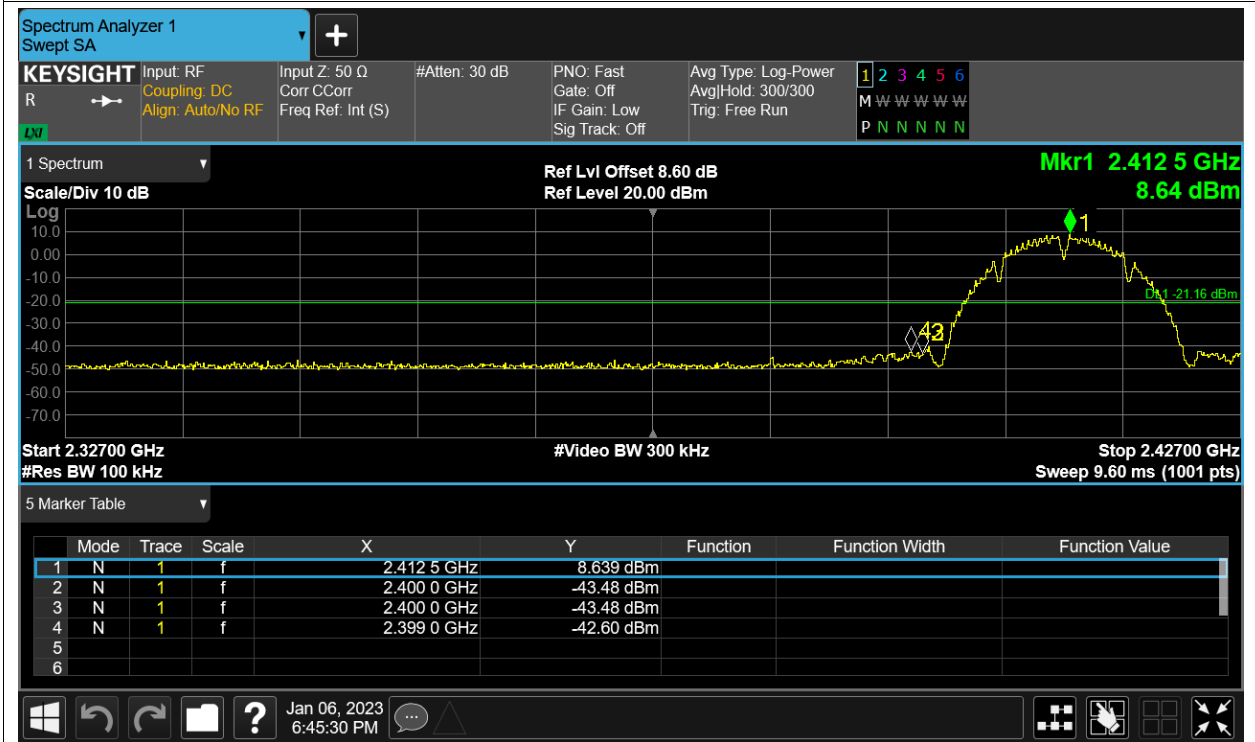 Spectrum Analyzer 1
Swept SA
KEYSIGHT
R
LXI
Input: RF
Coupling: DC
Align: Auto/No RF
Input Z: 50 Ω
Corr CCorr
Freq Ref: Int (S)
#Atten: 30 dB
PNO: Fast
Gate: Off
IF Gain: Low
Sig Track: Off
Avg Type: Log-Power
Avg|Hold: 300/300
Trig: Free Run
1 2 3 4 5 6
M W W W W W
P N N N N N
1 Spectrum
Scale/Div 10 dB
Ref Lvl Offset 8.60 dB
Ref Level 20.00 dBm
Mkr1 2.412 5 GHz
8.64 dBm
Log
10.0
0.00
-10.0
-20.0
-30.0
-40.0
-50.0
-60.0
-70.0
1
DL1 -21.16 dBm
Start 2.32700 GHz
#Res BW 100 kHz
#Video BW 300 kHz
Stop 2.42700 GHz
Sweep 9.60 ms (1001 pts)
5 Marker Table
Mode Trace Scale X Y Function Function Width Function Value
1 N 1 f 2.412 5 GHz 8.639 dBm
2 N 1 f 2.400 0 GHz -43.48 dBm
3 N 1 f 2.400 0 GHz -43.48 dBm
4 N 1 f 2.399 0 GHz -42.60 dBm
5
6
?
Jan 06, 2023
6:45:30 PM